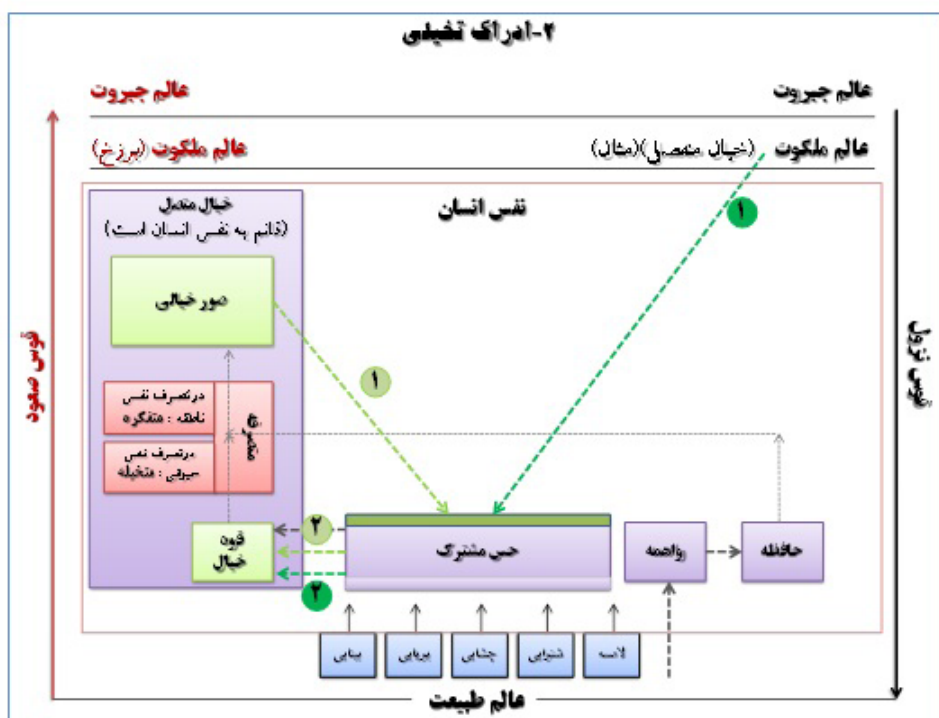 ۲-ادراک تخیلی
عالم جبروت
عالم جبروت
عالم ملکوت (خیال منفصل)(مثال)
عالم ملکوت (برزخ)
نفس انسان
خیال متصل
(قائم به نفس انسان است)
۱
صور خیالی
۱
قوس نزول
قوس صعود
متصرفه
در تصرف نفس
ناطقه : متفکره
در تصرف نفس
حیوانی : متخیله
۲
حس مشترک
واهمه
حافظه
قوه
خیال
۲
لامسه
شنوایی
چشایی
بویایی
بینایی
عالم طبیعت